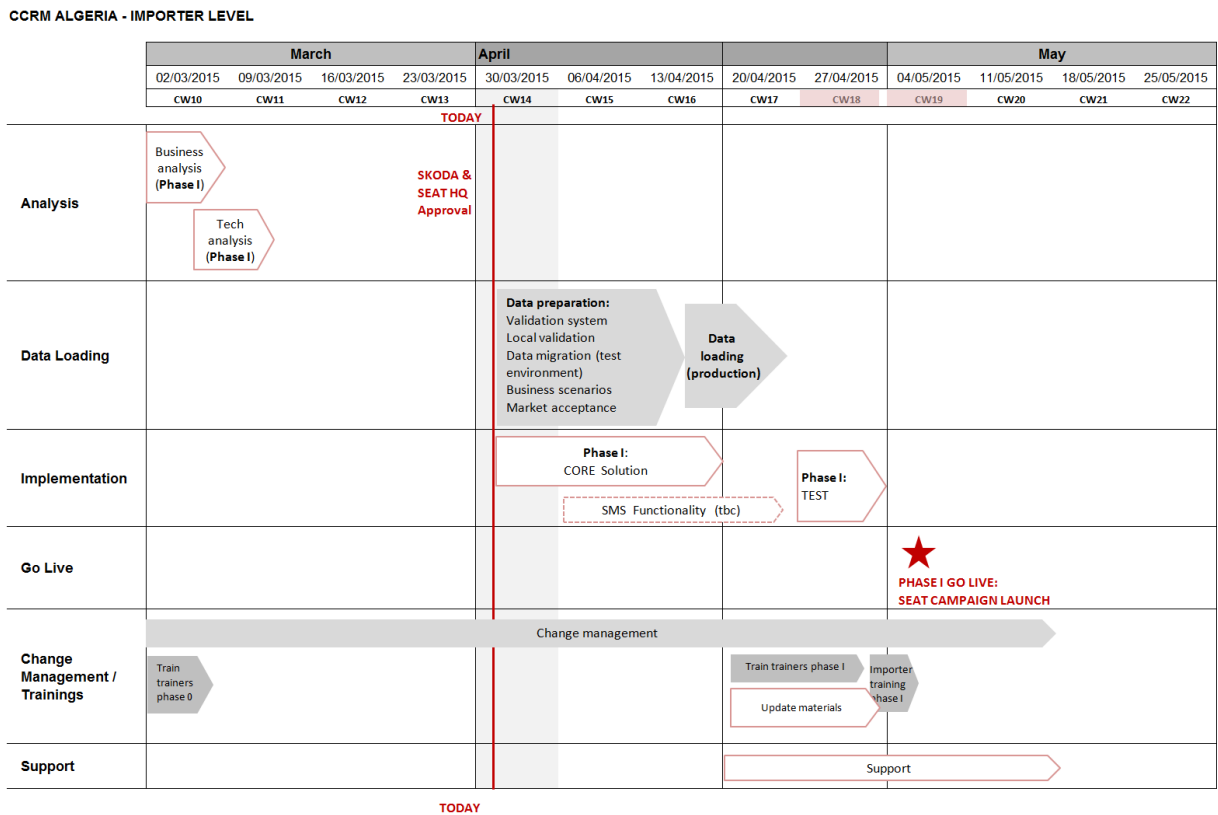 CCRM ALGERIA - IMPORTER LEVEL
March April May
02/03/2015 09/03/2015 16/03/2015 23/03/2015 30/03/2015 06/04/2015 13/04/2015 20/04/2015 27/04/2015 04/05/2015 11/05/2015 18/05/2015 25/05/2015
CW10 CW11 CW12 CW13 CW14 CW15 CW16 CW17 CW18 CW19 CW20 CW21 CW22
TODAY
Analysis
Business
analysis
(Phase I)
Tech
analysis
(Phase I)
SKODA &
SEAT HQ
Approval
Data Loading
Data preparation:
Validation system
Local validation
Data migration (test
environment)
Business scenarios
Market acceptance
Data
loading
(production)
Implementation
Phase I:
CORE Solution
SMS Functionality (tbc)
Phase I:
TEST
Go Live
PHASE I GO LIVE:
SEAT CAMPAIGN LAUNCH
Change
Management /
Trainings
Change management
Train
trainers
phase 0
Train trainers phase I
Update materials
Importer
training
phase I
Support
Support
TODAY